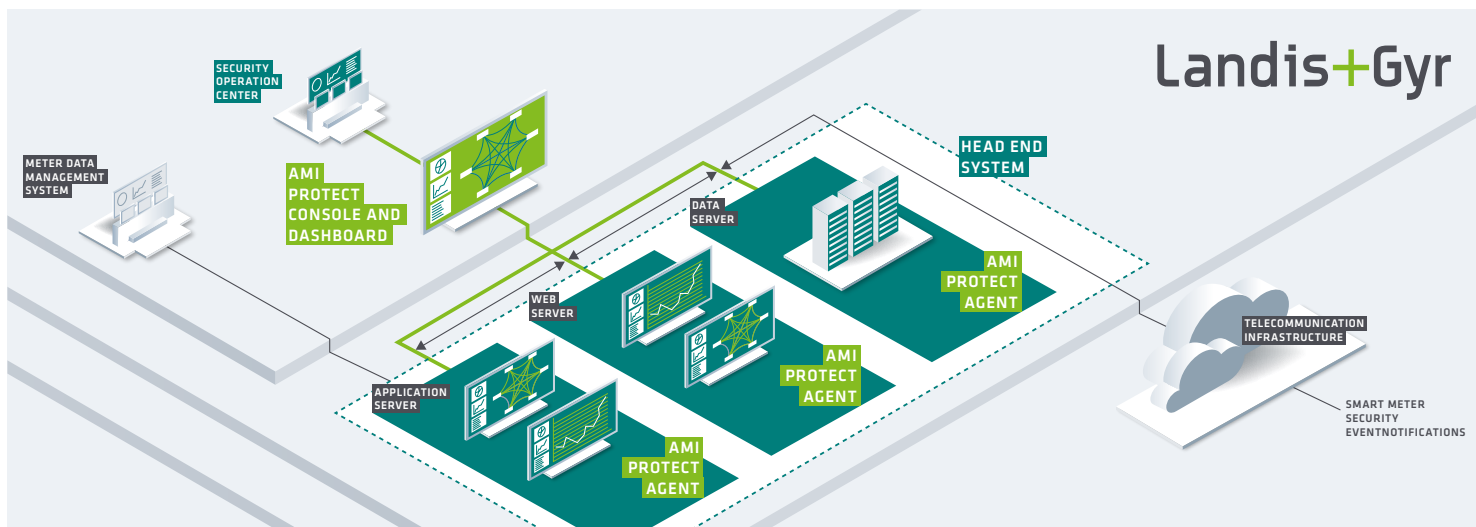 Landis+Gyr
SECURITY
OPERATION
CENTER
METER DATA
MANAGEMENT
SYSTEM
AMI
PROTECT
CONSOLE AND
DASHBOARD
HEAD END
SYSTEM
DATA
SERVER
AMI
PROTECT
AGENT
WEB
SERVER
TELECOMMUNICATION
INFRASTRUCTURE
AMI
PROTECT
AGENT
APPLICATION
SERVER
SMART METER
SECURITY
EVENTNOTIFICATIONS
AMI
PROTECT
AGENT